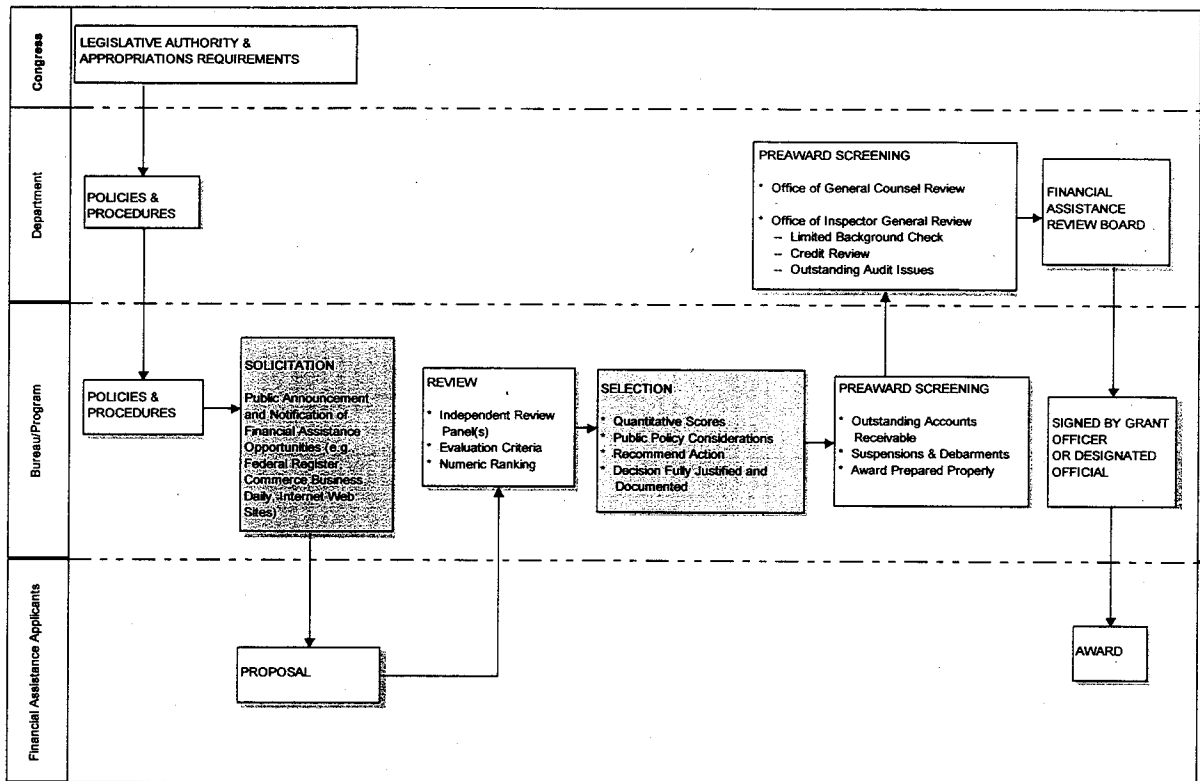 Congress
LEGISLATIVE AUTHORITY &
APPROPRIATIONS REQUIREMENTS
Department
POLICIES &
PROCEDURES
PREAWARD SCREENING
* Office of General Counsel Review
* Office of Inspector General Review
– Limited Background Check
– Credit Review
– Outstanding Audit Issues
FINANCIAL
ASSISTANCE
REVIEW BOARD
Bureau/Program
POLICIES &
PROCEDURES
SOLICITATION
Public Announcement
and Notification of
Financial Assistance
Opportunities (e.g.
Federal Register,
Commerce Business
Daily, Internet Web
Sites)
REVIEW
* Independent Review
Panel(s)
* Evaluation Criteria
* Numeric Ranking
SELECTION
* Quantitative Scores
* Public Policy Considerations
* Recommend Action
* Decision Fully Justified and
Documented
PREAWARD SCREENING
* Outstanding Accounts
Receivable
* Suspensions & Debarments
* Award Prepared Properly
SIGNED BY GRANT
OFFICER
OR DESIGNATED
OFFICIAL
Financial Assistance Applicants
PROPOSAL
AWARD